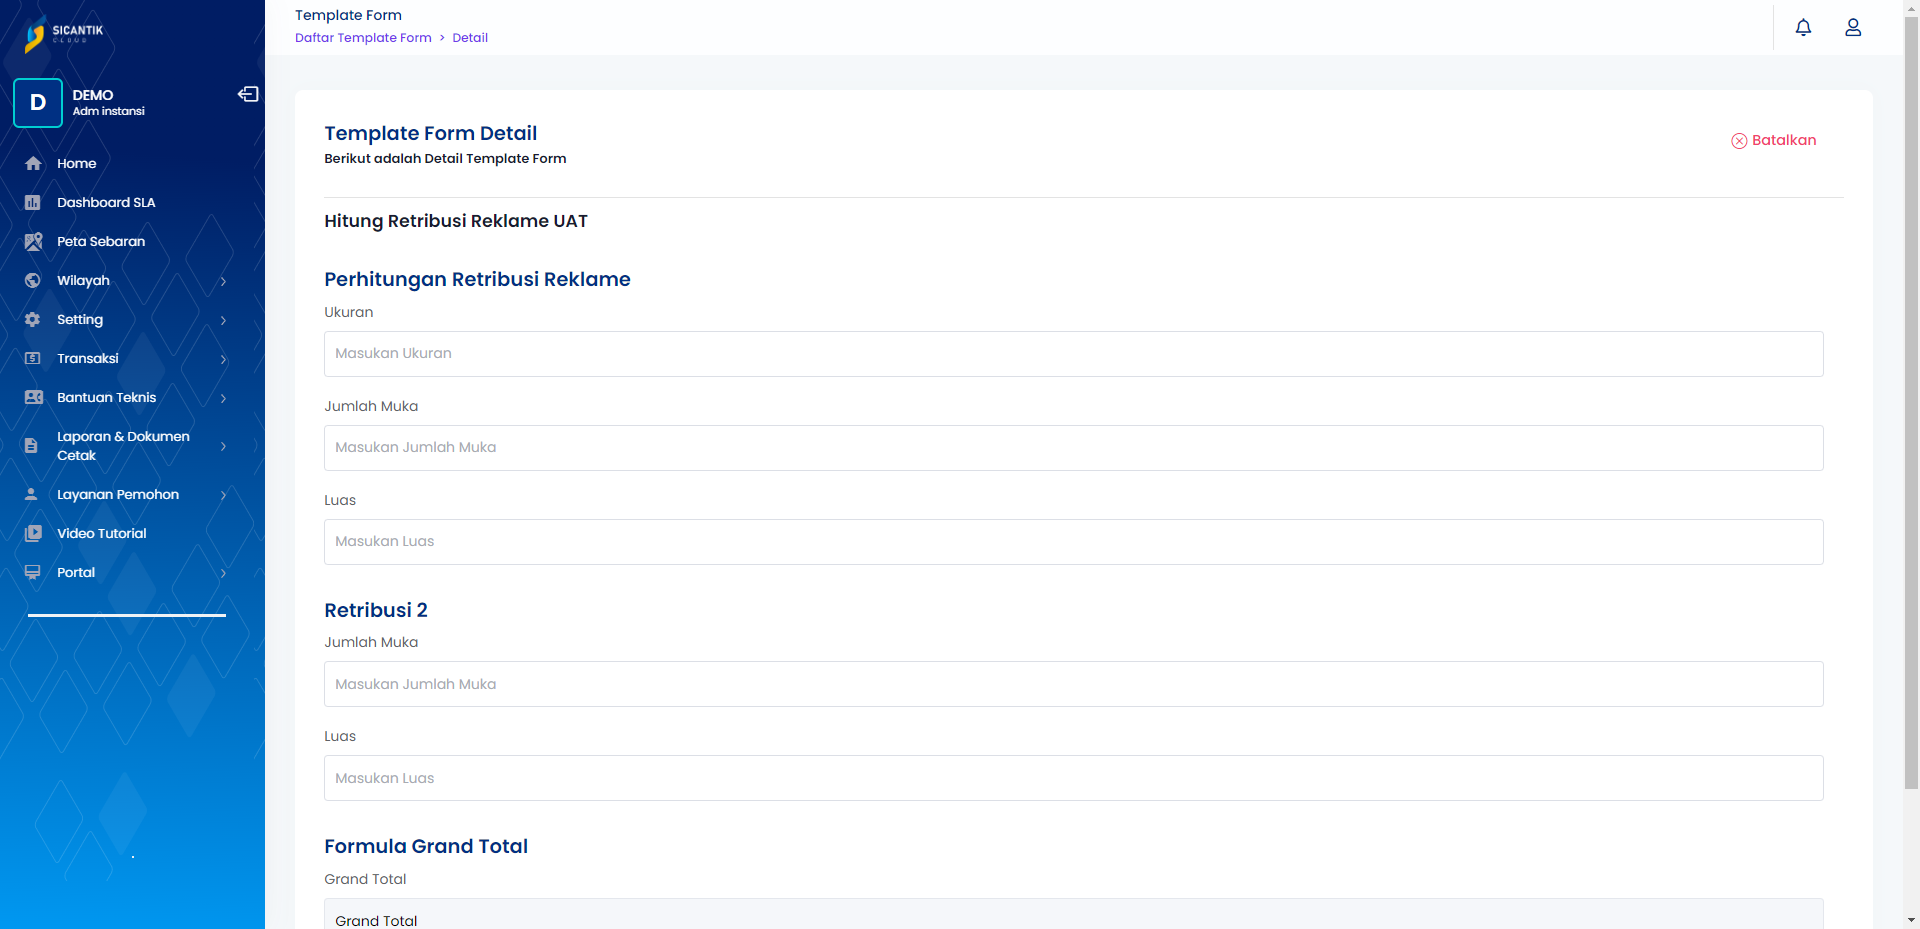 SICANTIK
CLOUD
D
DEMO
Adm instansi
Home
Dashboard SLA
Peta Sebaran
Wilayah
Setting
Transaksi
Bantuan Teknis
Laporan & Dokumen
Cetak
Layanan Pemohon
Video Tutorial
Portal
Template Form
Daftar Template Form > Detail
Template Form Detail
Berikut adalah Detail Template Form
Batalkan
Hitung Retribusi Reklame UAT
Perhitungan Retribusi Reklame
Ukuran
Masukan Ukuran
Jumlah Muka
Masukan Jumlah Muka
Luas
Masukan Luas
Retribusi 2
Jumlah Muka
Masukan Jumlah Muka
Luas
Masukan Luas
Formula Grand Total
Grand Total
Grand Total